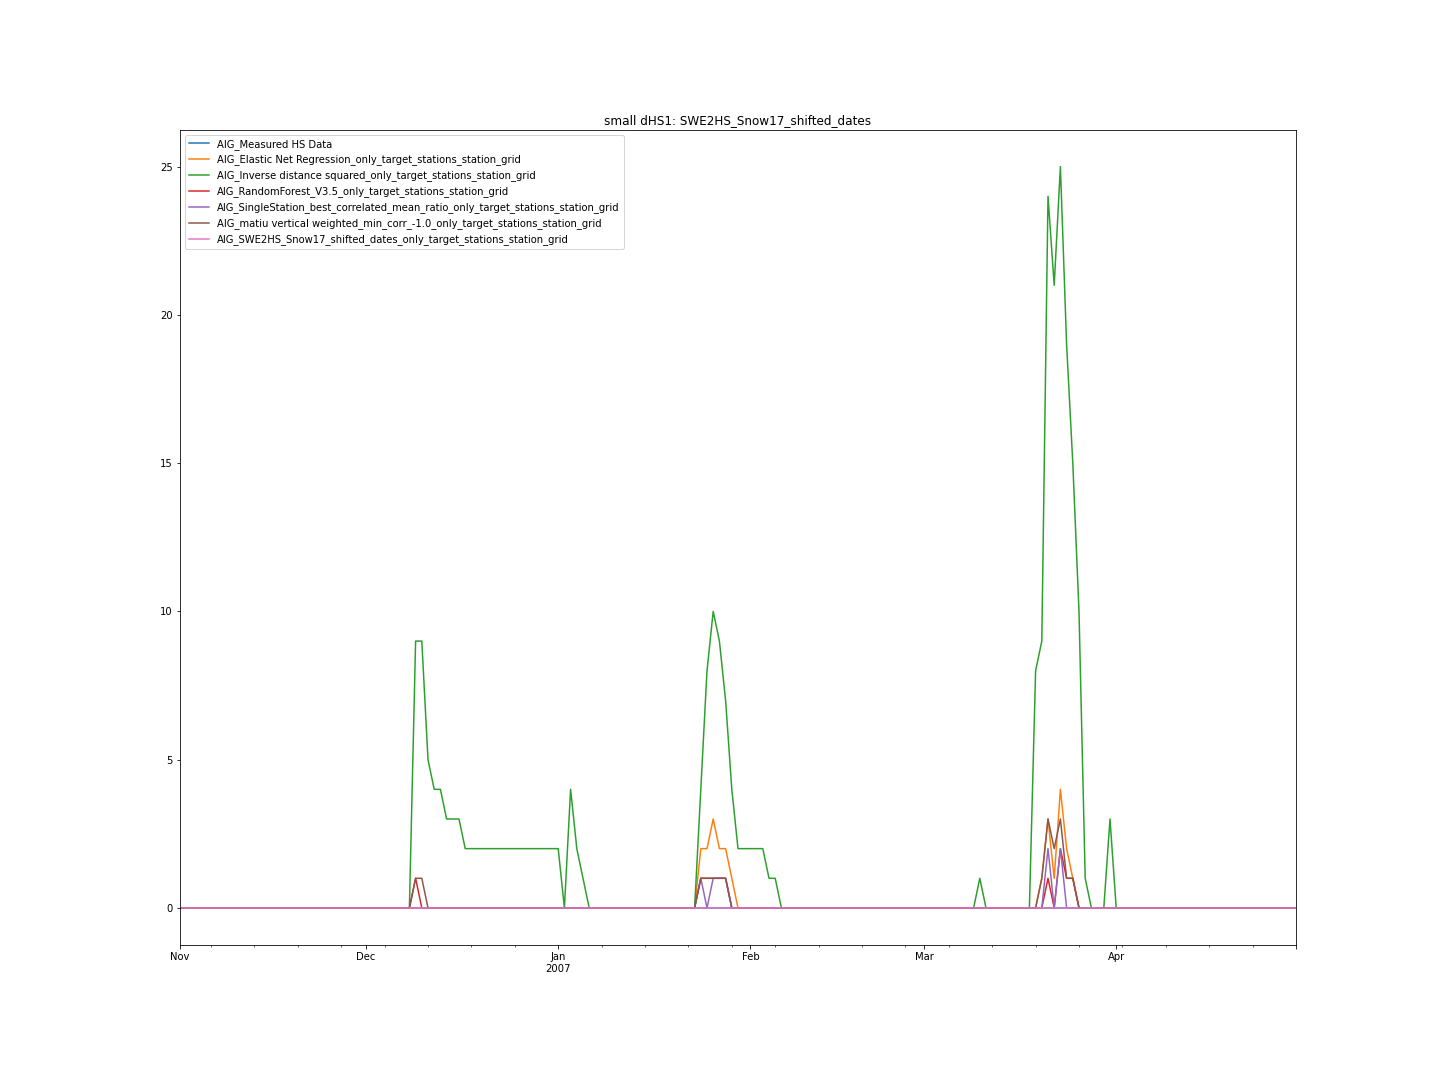 small dHS1: SWE2HS_Snow17_shifted_dates
AIG_Measured HS Data
AIG_Elastic Net Regression_only_target_stations_station_grid
AIG_Inverse distance squared_only_target_stations_station_grid
AIG_RandomForest_V3.5_only_target_stations_station_grid
AIG_SingleStation_best_correlated_mean_ratio_only_target_stations_station_grid
AIG_matiu vertical weighted_min_corr_-1.0_only_target_stations_station_grid
AIG_SWE2HS_Snow17_shifted_dates_only_target_stations_station_grid
25
20
15
10
5
0
Nov Dec Jan Feb Mar Apr
2007